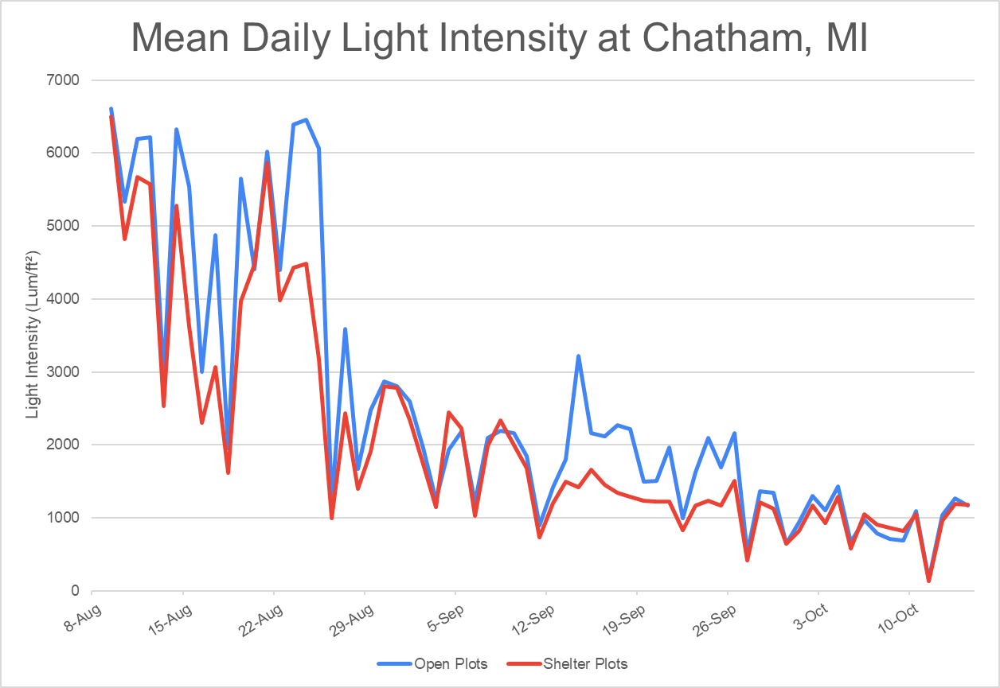 Mean Daily Light Intensity at Chatham, MI
7000
6000
5000
4000
3000
2000
1000
0
Light Intensity (Lum/ft²)
8-Aug
15-Aug
22-Aug
29-Aug
5-Sep
12-Sep
19-Sep
26-Sep
3-Oct
10-Oct
Open Plots
Shelter Plots